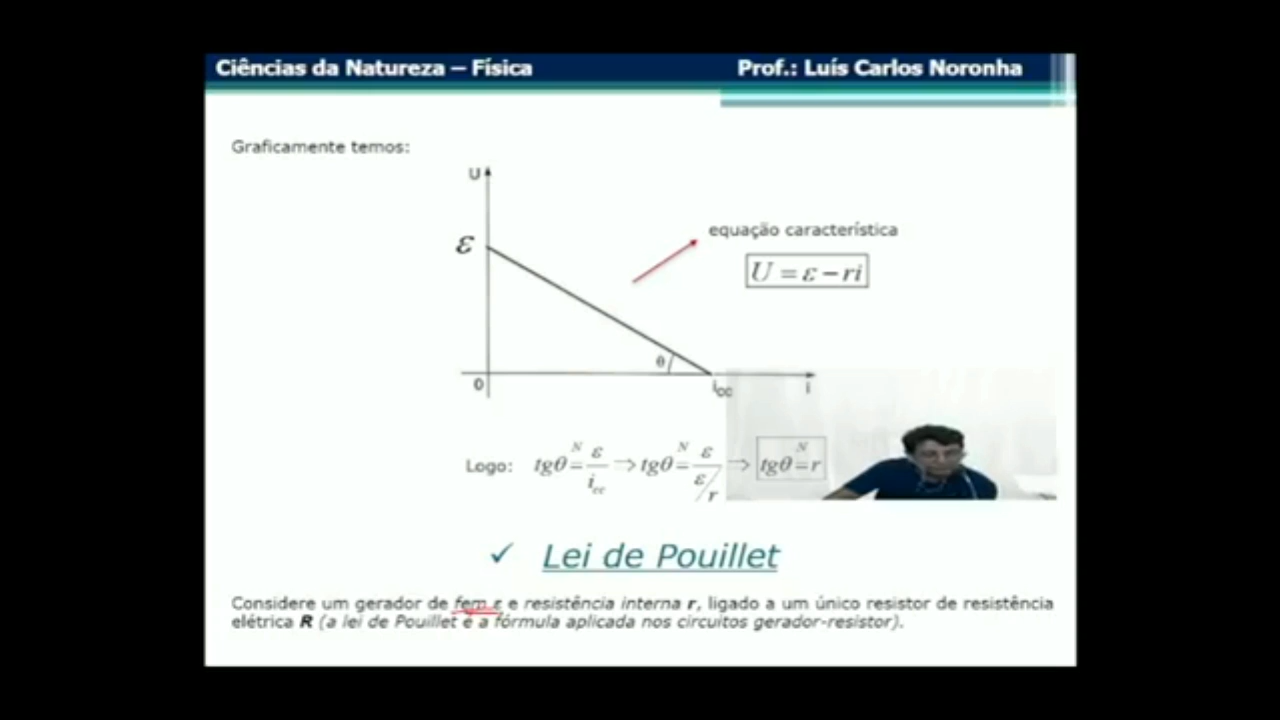 Ciências da Natureza – Física
Prof.: Luís Carlos Noronha
Graficamente temos:
U
ε
equação característica
U = ε − ri
θ
0
icc
i
Logo: tgθ =ᴺ ε/icc ⇒ tgθ =ᴺ ε/(ε/r) ⇒ tgθ =ᴺ r
✓ Lei de Pouillet
Considere um gerador de fem ε e resistência interna r, ligado a um único resistor de resistência
elétrica R (a lei de Pouillet é a fórmula aplicada nos circuitos gerador-resistor).